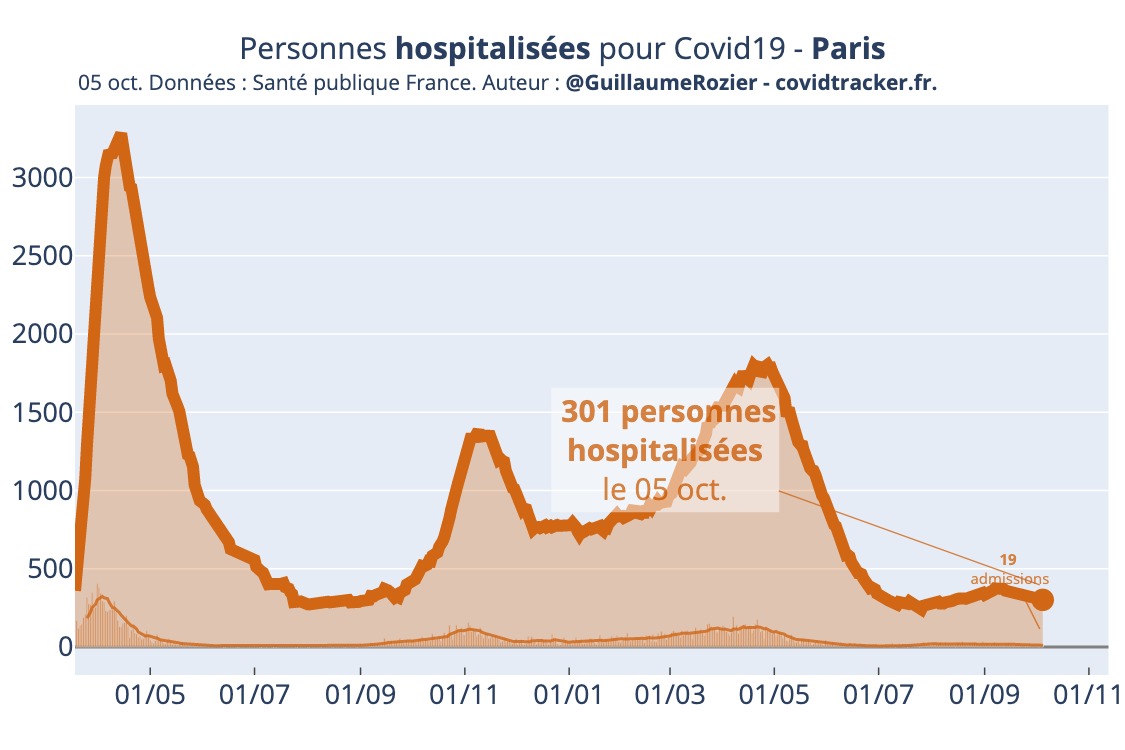 Personnes hospitalisées pour Covid19 - Paris
05 oct. Données : Santé publique France. Auteur : @GuillaumeRozier - covidtracker.fr.
3000
2500
2000
1500
1000
500
0
301 personnes
hospitalisées
le 05 oct.
19
admissions
01/05 01/07 01/09 01/11 01/01 01/03 01/05 01/07 01/09 01/11